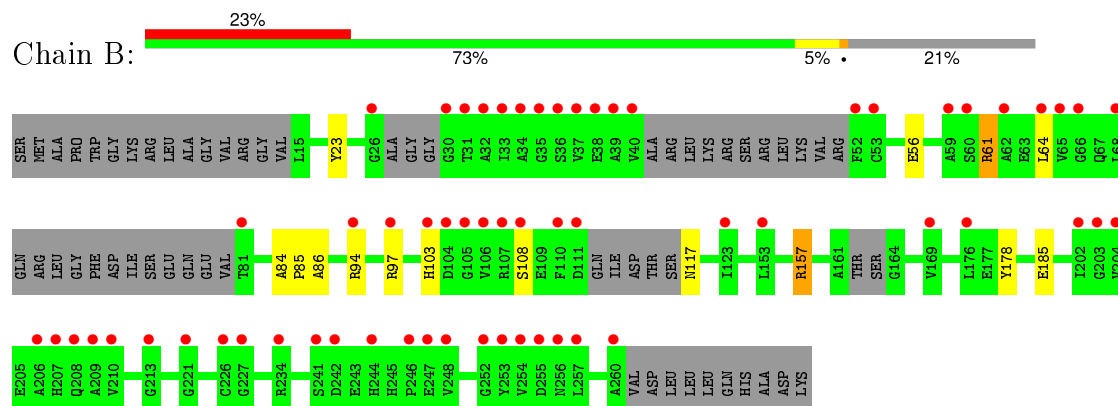 23%
Chain B:
73% 5% • 21%
SER MET ALA PRO TRP GLY LYS ARG LEU ALA GLY VAL ARG GLY VAL L15 Y23 G26 ALA GLY GLY G30 T31 A32 I33 A34 G35 S36 V37 E38 A39 V40 ALA ARG LEU LYS ARG SER ARG LEU LYS VAL ARG F52 C53 E56 A59 S60 R61 A62 E63 L64 V65 G66 Q67 L68
GLN ARG LEU GLY PHE ASP ILE SER GLU GLN GLU VAL T81 A84 P85 A86 R94 R97 H103 D104 G105 V106 R107 S108 E109 F110 D111 GLN ILE ASP THR SER N117 I123 L153 R157 A161 THR SER G164 V169 L176 E177 Y178 E185 I202 G203 V204
E205 A206 H207 Q208 A209 V210 G213 G221 C226 G227 R234 S241 D242 E243 H244 H245 P246 E247 V248 G252 Y253 V254 D255 N256 L257 A260 VAL ASP LEU LEU LEU GLN HIS ALA ASP LYS